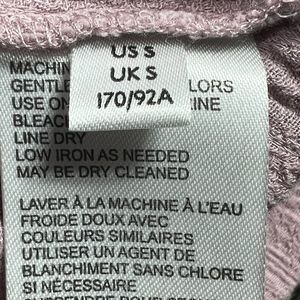 US S
UK S
170/92A
MACHIN
GENTLE LORS
USE ON RINE
BLEAC
LINE DRY
LOW IRON AS NEEDED
MAY BE DRY CLEANED
LAVER À LA MACHINE À L'EAU
FROIDE DOUX AVEC
COULEURS SIMILAIRES
UTILISER UN AGENT DE
BLANCHIMENT SANS CHLORE
SI NÉCESSAIRE